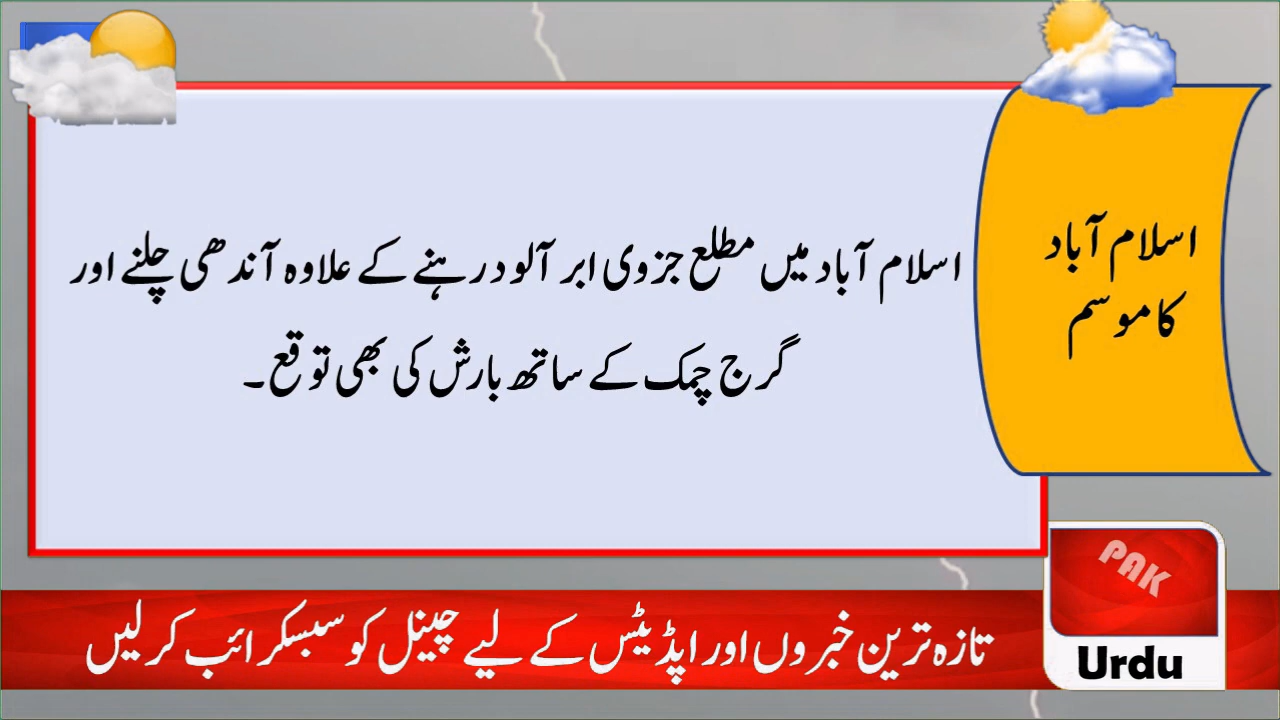 اسلام آباد
کا موسم
اسلام آباد میں مطلع جزوی ابر آلود رہنے کے علاوہ آندھی چلنے اور
گرج چمک کے ساتھ بارش کی بھی توقع۔
PAK
Urdu
تازہ ترین خبروں اور اپڈیٹس کے لیے چینل کو سبسکرائب کرلیں